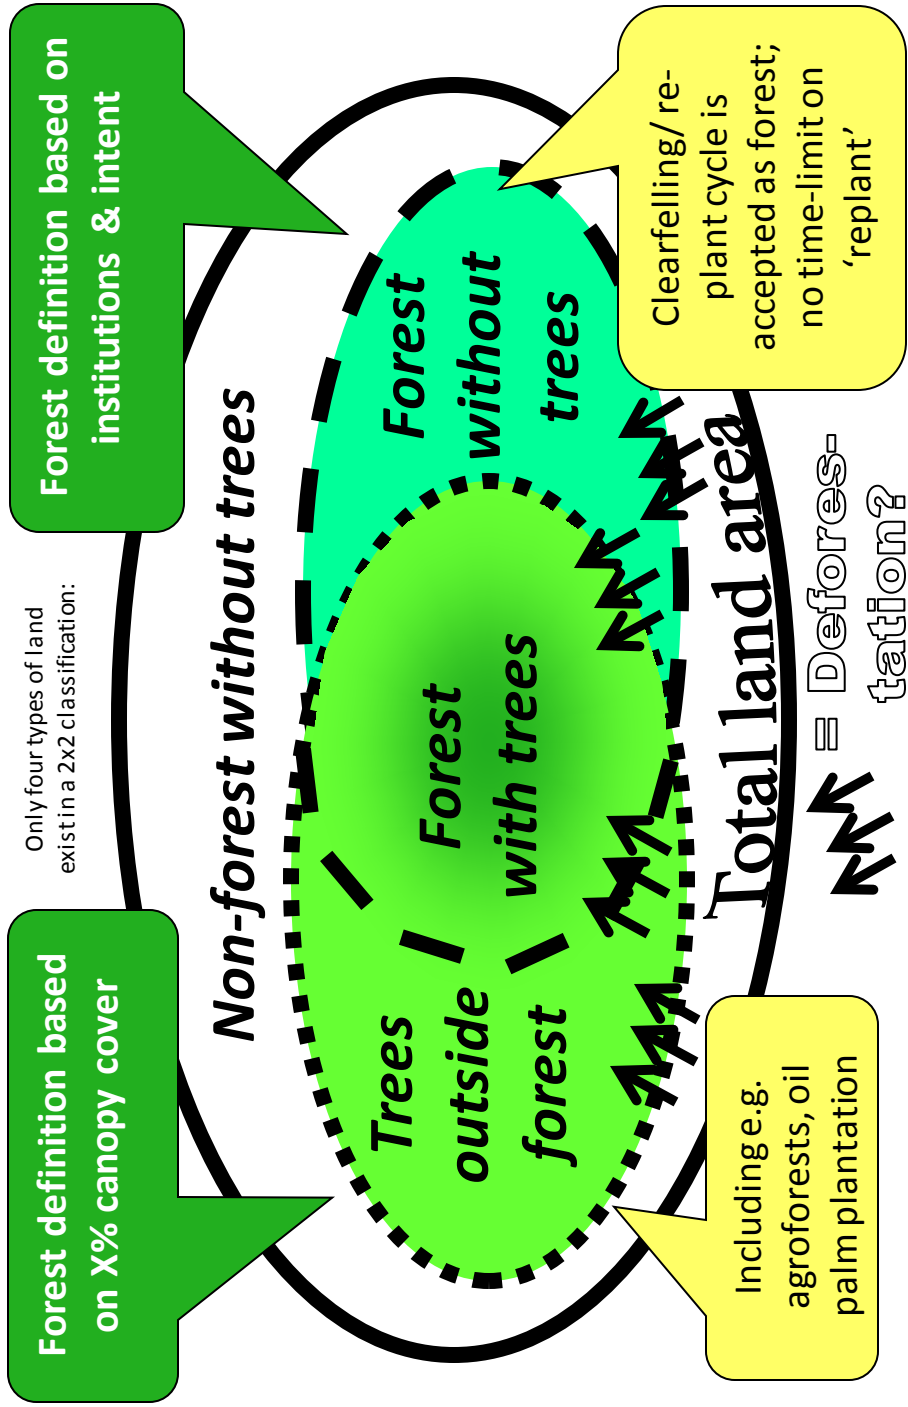 Forest definition based
on X% canopy cover
Only four types of land
exist in a 2x2 classification:
Forest definition based on
institutions & intent
Non-forest without trees
Trees
outside
forest
Forest
with trees
Forest
without
trees
Total land area
Including e.g.
agroforests, oil
palm plantation
= Defores-
tation?
Clearfelling/ re-
plant cycle is
accepted as forest;
no time-limit on
‘replant’